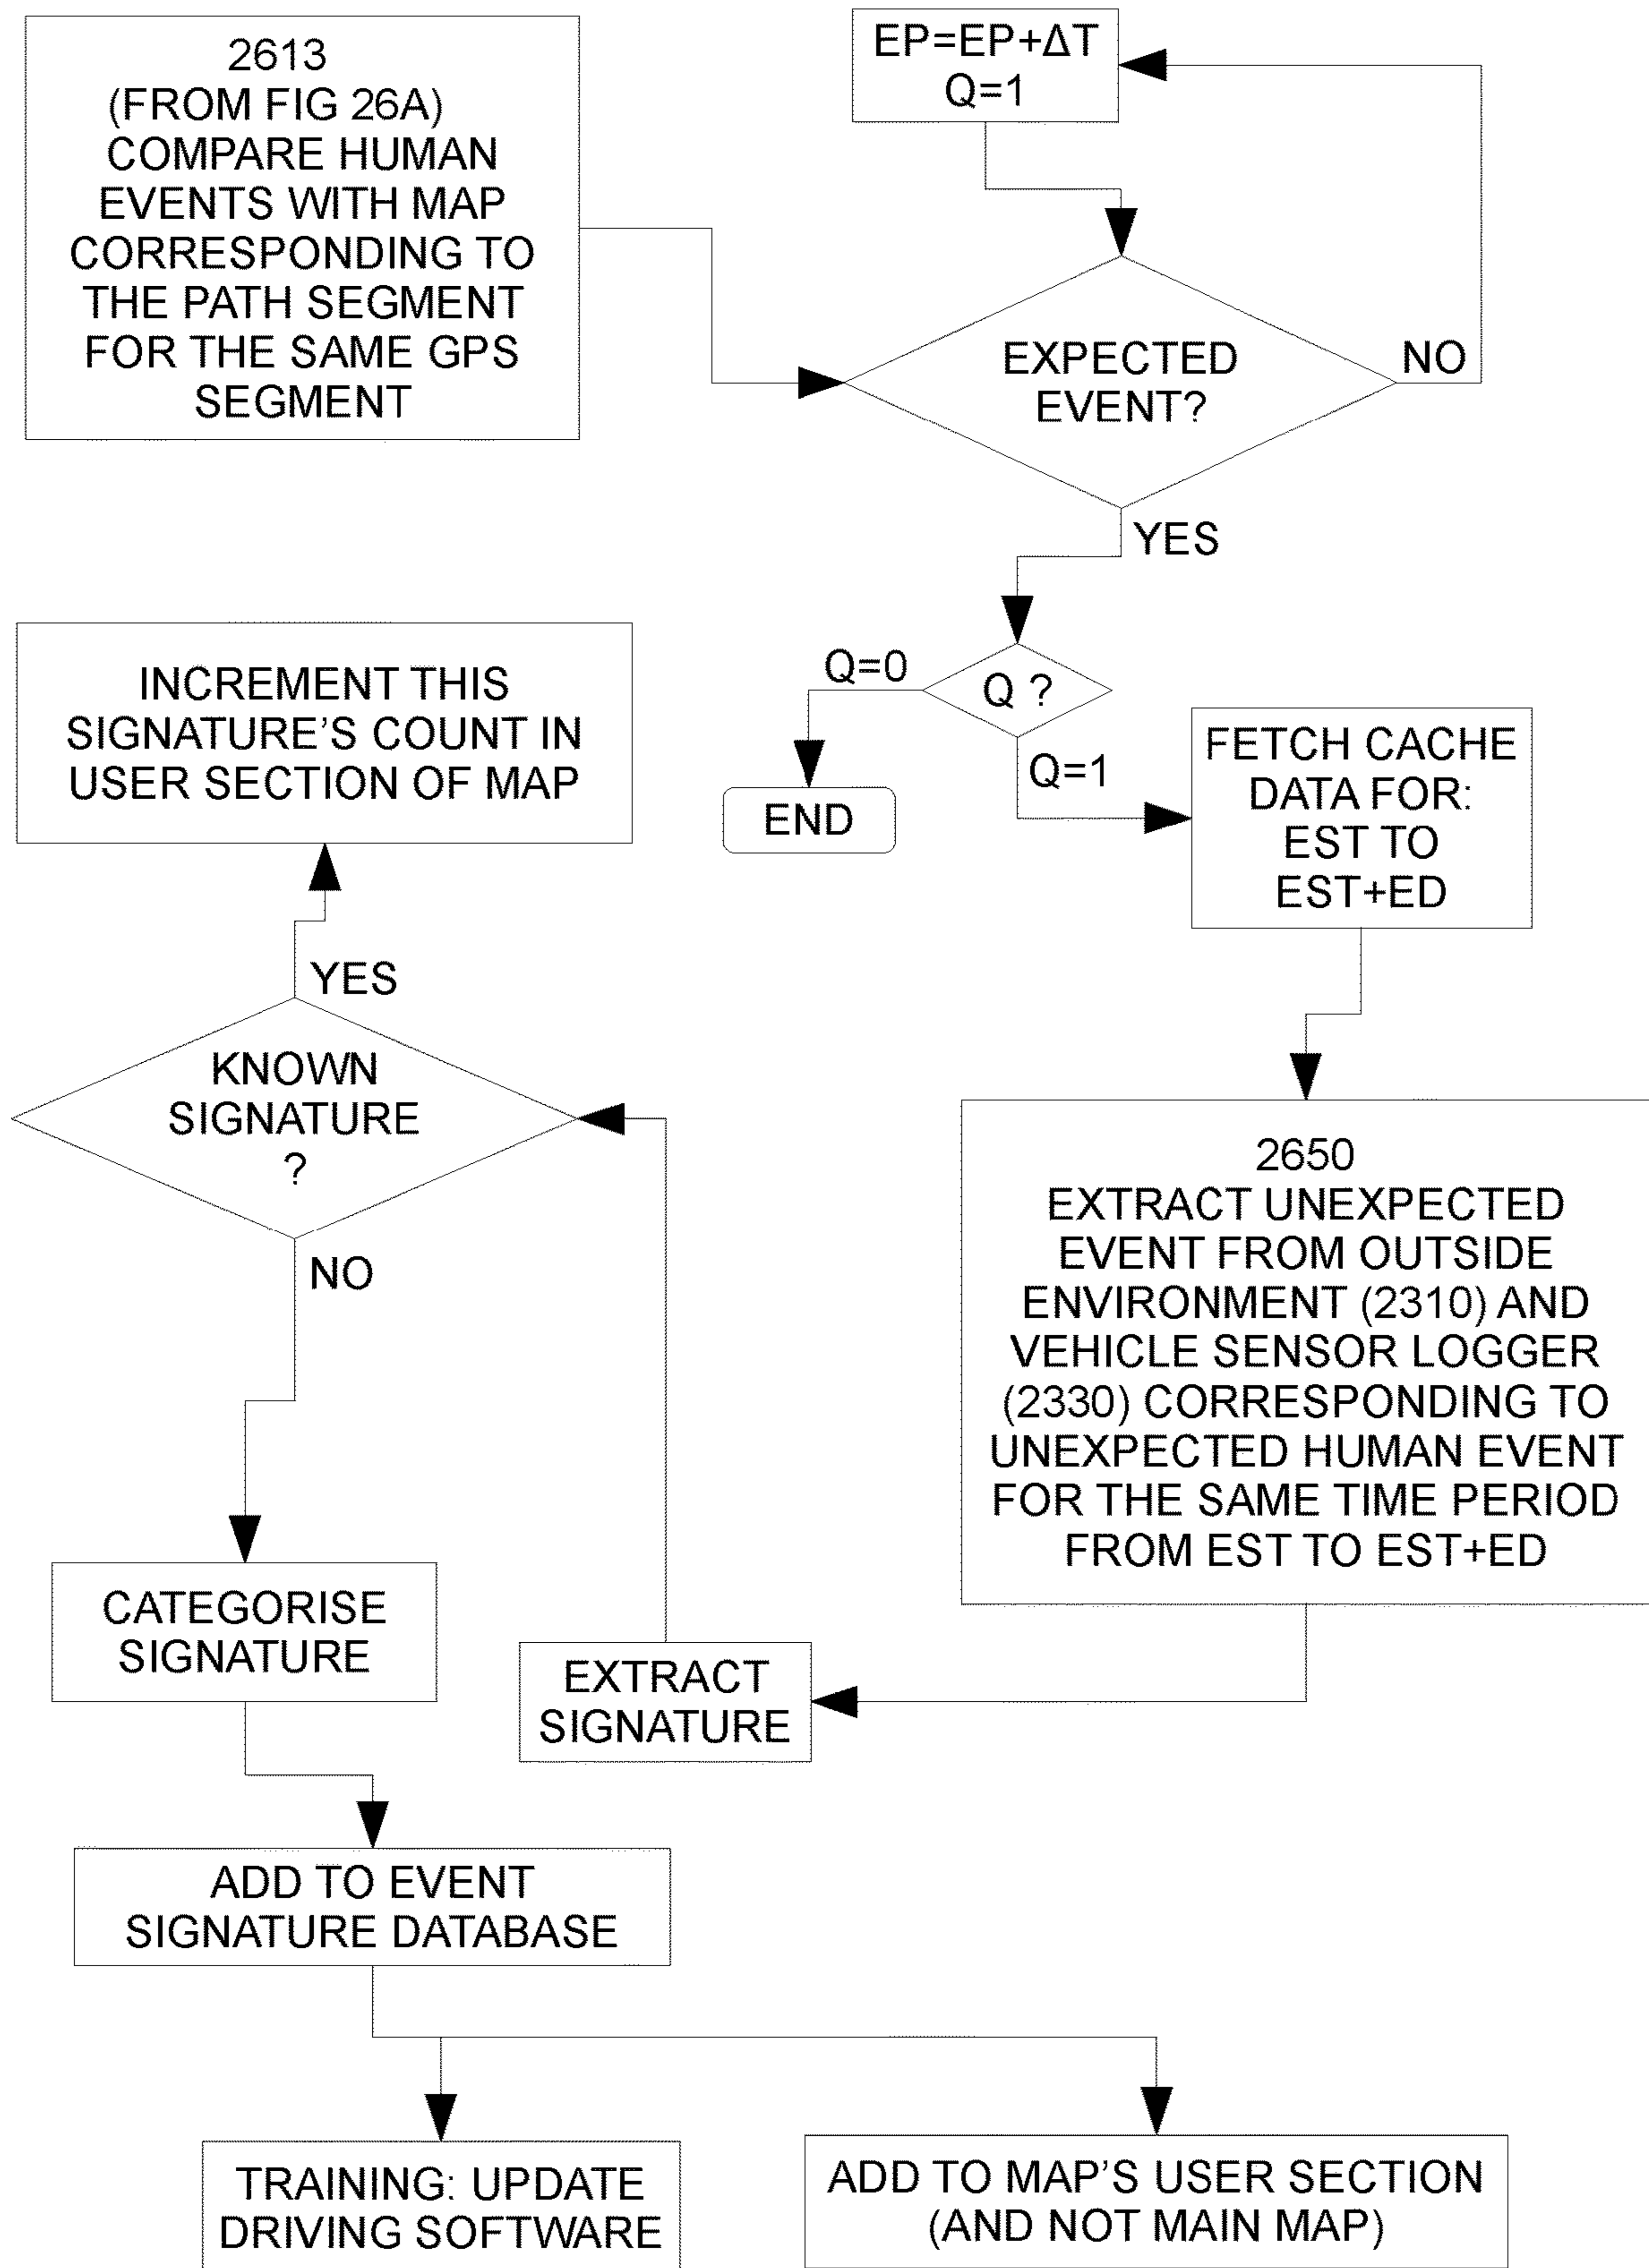 2613
(FROM FIG 26A)
COMPARE HUMAN
EVENTS WITH MAP
CORRESPONDING TO
THE PATH SEGMENT
FOR THE SAME GPS
SEGMENT
EP=EP+ΔT
Q=1
EXPECTED
EVENT?
NO
YES
Q=0
Q ?
Q=1
END
FETCH CACHE
DATA FOR:
EST TO
EST+ED
2650
EXTRACT UNEXPECTED
EVENT FROM OUTSIDE
ENVIRONMENT (2310) AND
VEHICLE SENSOR LOGGER
(2330) CORRESPONDING TO
UNEXPECTED HUMAN EVENT
FOR THE SAME TIME PERIOD
FROM EST TO EST+ED
EXTRACT
SIGNATURE
KNOWN
SIGNATURE
?
YES
INCREMENT THIS
SIGNATURE’S COUNT IN
USER SECTION OF MAP
NO
CATEGORISE
SIGNATURE
ADD TO EVENT
SIGNATURE DATABASE
TRAINING: UPDATE
DRIVING SOFTWARE
ADD TO MAP’S USER SECTION
(AND NOT MAIN MAP)